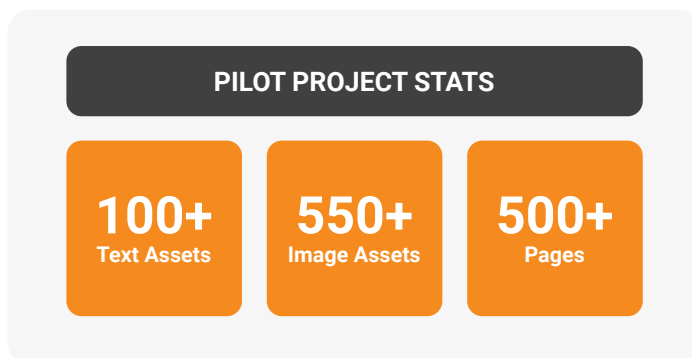 PILOT PROJECT STATS
100+
Text Assets
550+
Image Assets
500+
Pages